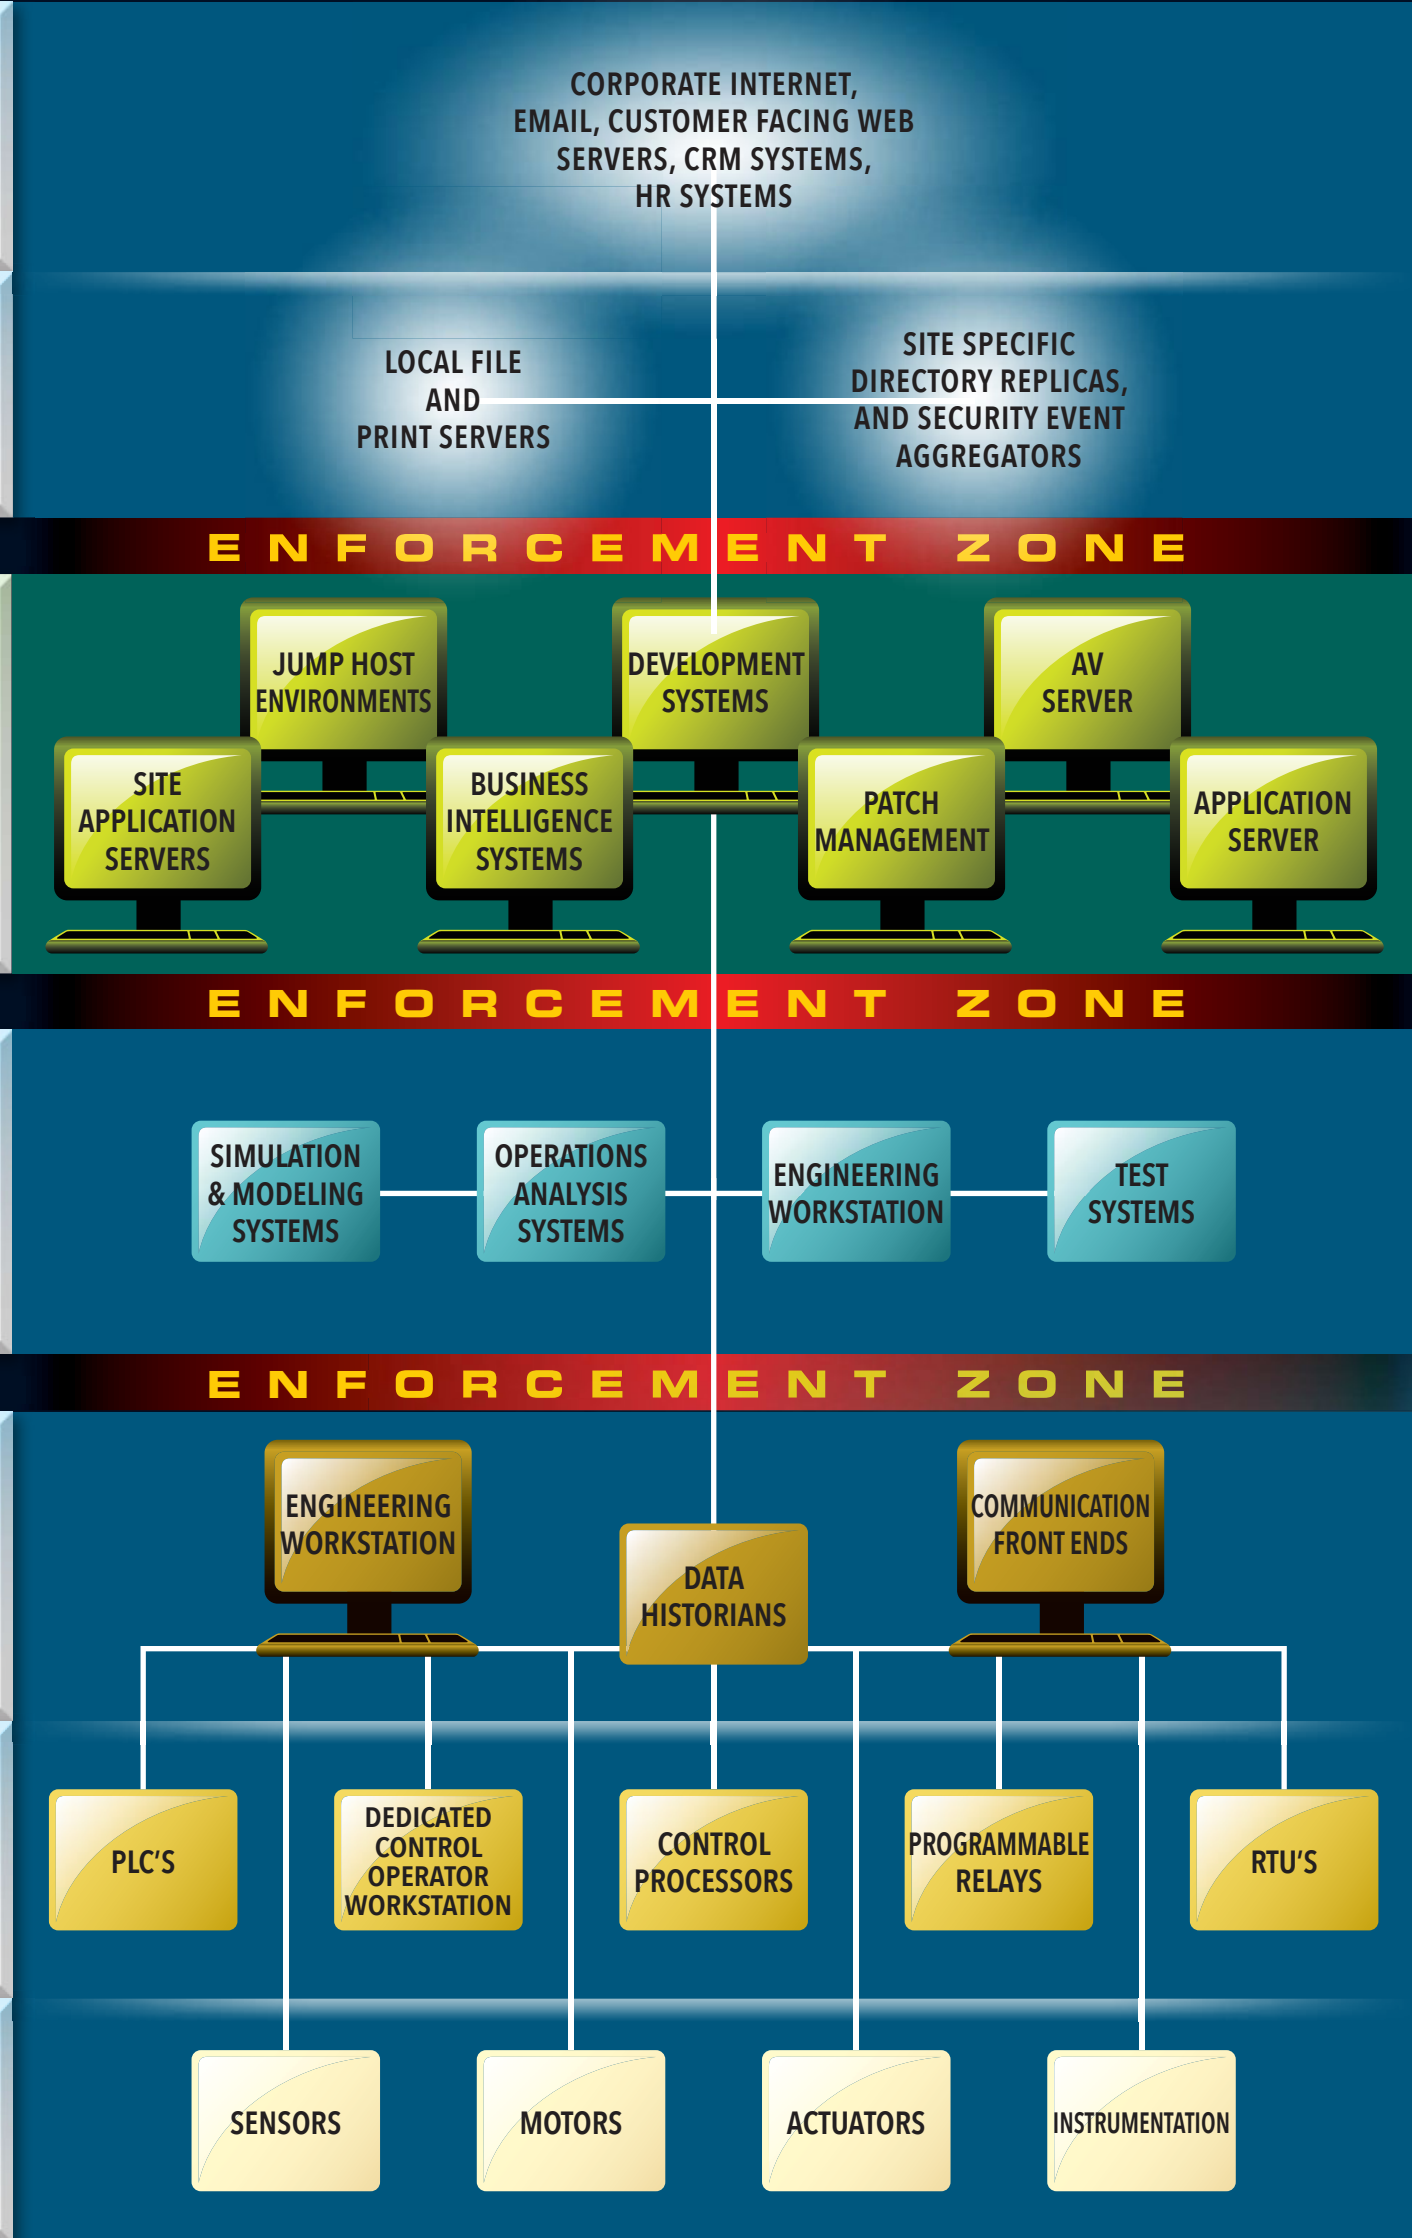 CORPORATE INTERNET,
EMAIL, CUSTOMER FACING WEB
SERVERS, CRM SYSTEMS,
HR SYSTEMS
LOCAL FILE
AND
PRINT SERVERS
SITE SPECIFIC
DIRECTORY REPLICAS,
AND SECURITY EVENT
AGGREGATORS
ENFORCEMENT ZONE
JUMP HOST
ENVIRONMENTS
DEVELOPMENT
SYSTEMS
AV
SERVER
SITE
APPLICATION
SERVERS
BUSINESS
INTELLIGENCE
SYSTEMS
PATCH
MANAGEMENT
APPLICATION
SERVER
ENFORCEMENT ZONE
SIMULATION
& MODELING
SYSTEMS
OPERATIONS
ANALYSIS
SYSTEMS
ENGINEERING
WORKSTATION
TEST
SYSTEMS
ENFORCEMENT ZONE
ENGINEERING
WORKSTATION
DATA
HISTORIANS
COMMUNICATION
FRONT ENDS
PLC'S
DEDICATED
CONTROL
OPERATOR
WORKSTATION
CONTROL
PROCESSORS
PROGRAMMABLE
RELAYS
RTU'S
SENSORS
MOTORS
ACTUATORS
INSTRUMENTATION